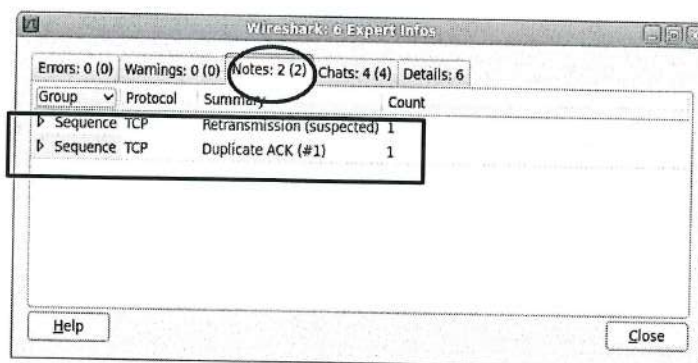 Wireshark: 6 Expert Infos
Errors: 0 (0) Warnings: 0 (0) Notes: 2 (2) Chats: 4 (4) Details: 6
Group Protocol Summary Count
Sequence TCP Retransmission (suspected) 1
Sequence TCP Duplicate ACK (#1) 1
Help Close